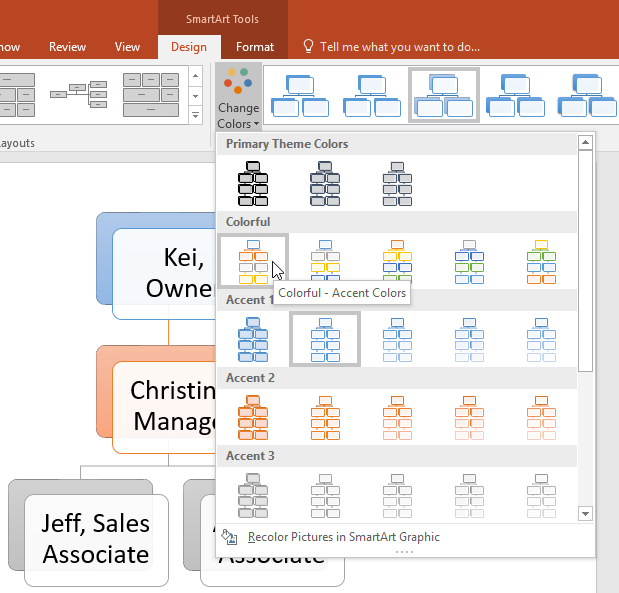 SmartArt Tools
now
Review
View
Design
Format
Tell me what you want to do...
Change
Colors
ayouts
Primary Theme Colors
Colorful
Colorful - Accent Colors
Accent 1
Accent 2
Accent 3
Recolor Pictures in SmartArt Graphic
Kei,
Owne
Christin
Manage
Jeff, Sales
Associate
Associate